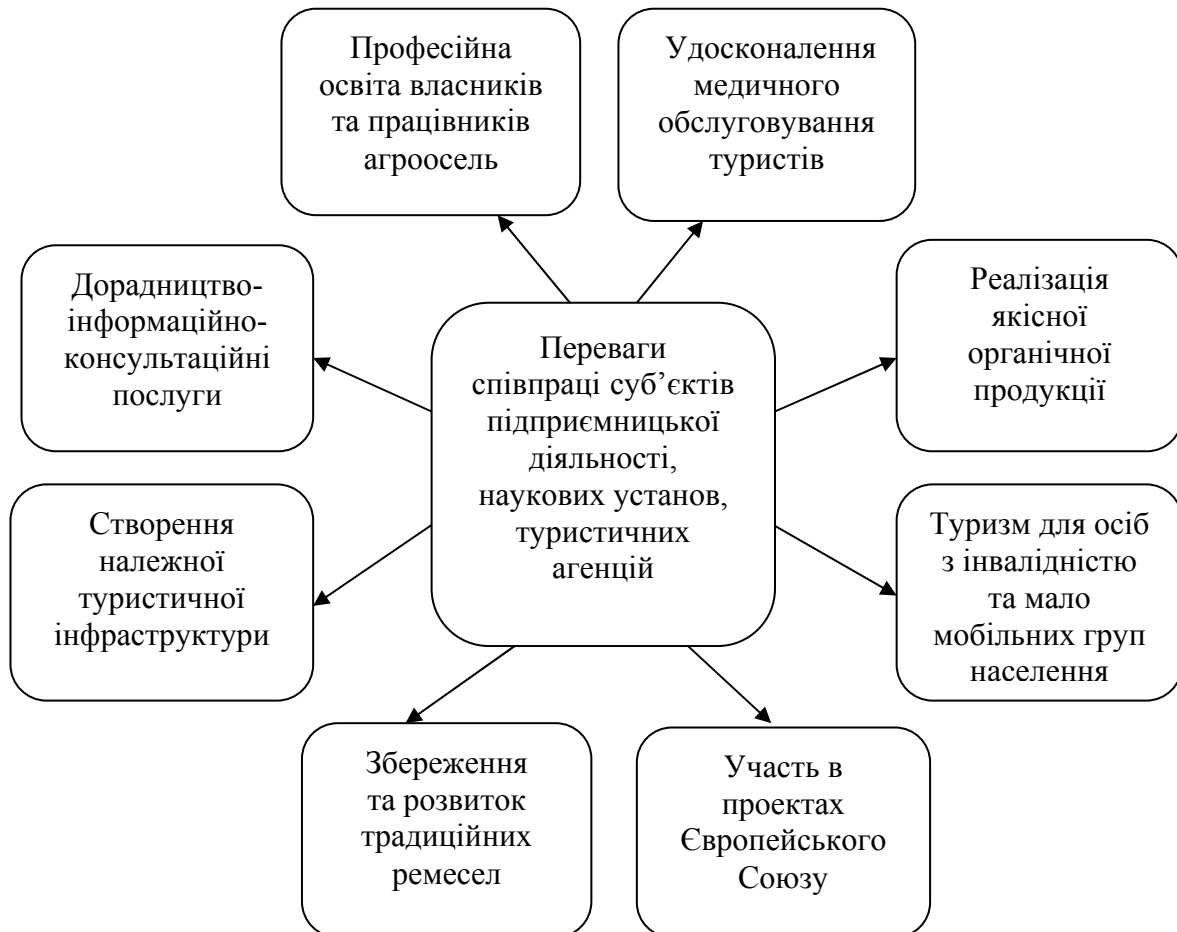 Професійна
освіта власників
та працівників
агроосель
Удосконалення
медичного
обслуговування
туристів
Дорадництво-
інформаційно-
консультаційні
послуги
Переваги
співпраці суб’єктів
підприємницької
діяльності,
наукових установ,
туристичних
агенцій
Реалізація
якісної
органічної
продукції
Створення
належної
туристичної
інфраструктури
Туризм для осіб
з інвалідністю
та мало
мобільних груп
населення
Збереження
та розвиток
традиційних
ремесел
Участь в
проектах
Європейського
Союзу